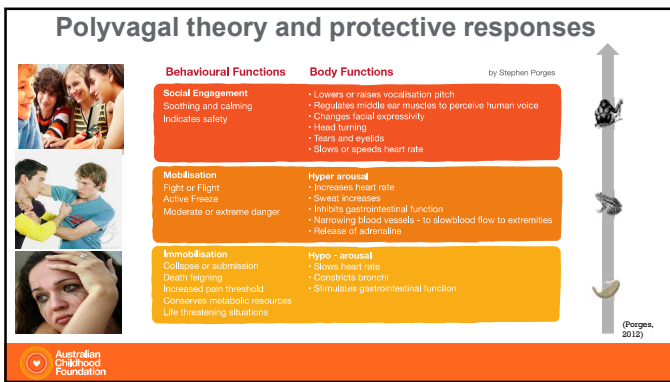 Polyvagal theory and protective responses
Behavioural Functions
Body Functions
by Stephen Porges
Social Engagement
Soothing and calming
Indicates safety
• Lowers or raises vocalisation pitch
• Regulates middle ear muscles to perceive human voice
• Changes facial expressivity
• Head turning
• Tears and eyelids
• Slows or speeds heart rate
Mobilisation
Fight or Flight
Active Freeze
Moderate or extreme danger
Hyper arousal
• Increases heart rate
• Sweat increases
• Inhibits gastrointestinal function
• Narrowing blood vessels - to slowblood flow to extremities
• Release of adrenaline
Immobilisation
Collapse or submission
Death feigning
Increased pain threshold
Conserves metabolic resources
Life threatening situations
Hypo - arousal
• Slows heart rate
• Constricts bronchi
• Stimulates gastrointestinal function
(Porges,
2012)
Australian
Childhood
Foundation